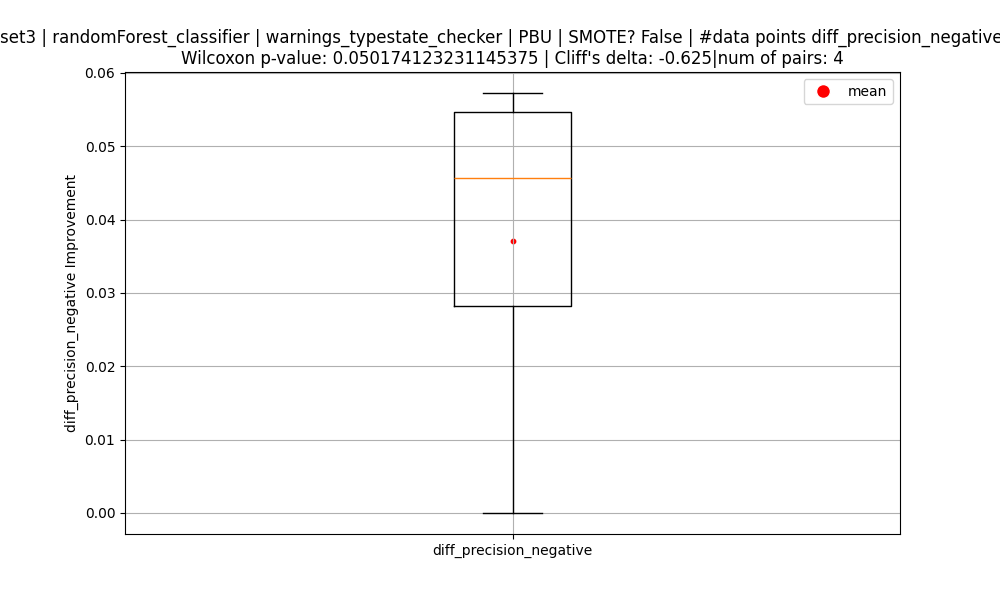 set3 | randomForest_classifier | warnings_typestate_checker | PBU | SMOTE? False | #data points diff_precision_negative
Wilcoxon p-value: 0.050174123231145375 | Cliff's delta: -0.625|num of pairs: 4
mean
0.06
0.05
0.04
0.03
0.02
0.01
0.00
diff_precision_negative Improvement
diff_precision_negative